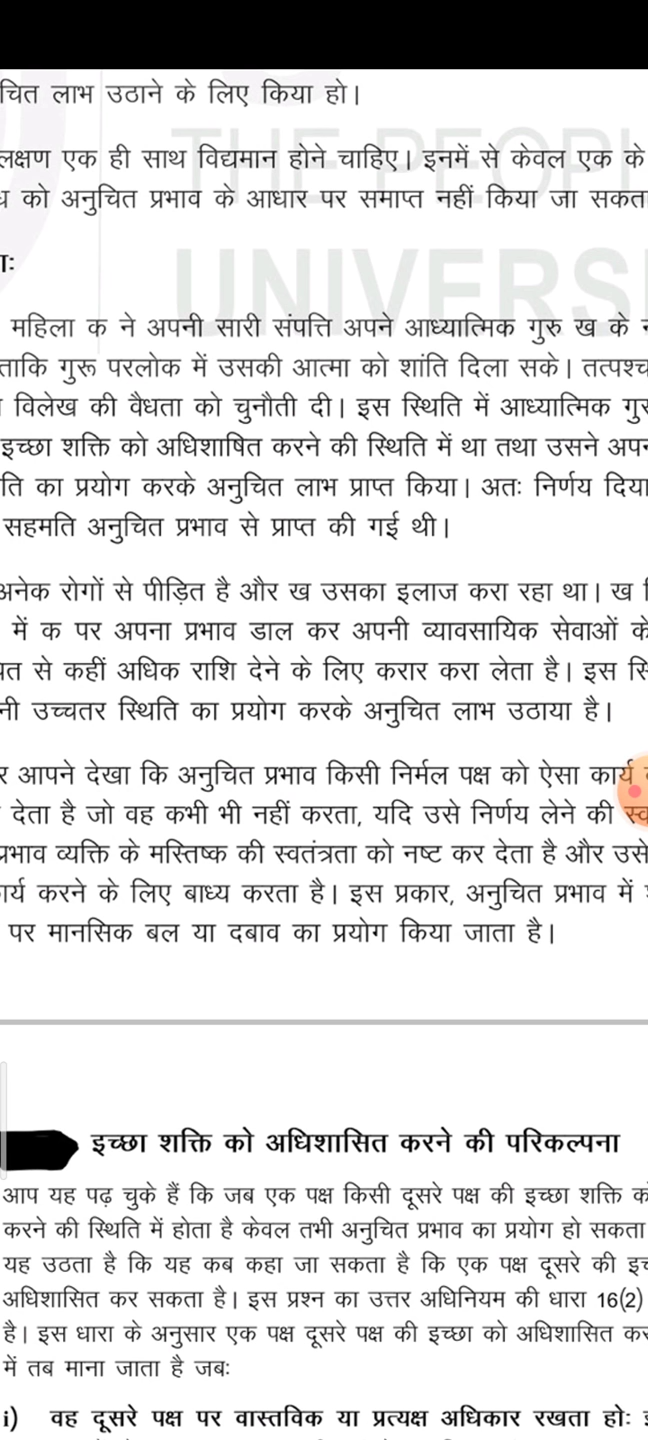 चित लाभ उठाने के लिए किया हो।
लक्षण एक ही साथ विद्यमान होने चाहिए। इनमें से केवल एक के
को अनुचित प्रभाव के आधार पर समाप्त नहीं किया जा सकता
THE PEOPL
UNIVERSI
महिला क ने अपनी सारी संपत्ति अपने आध्यात्मिक गुरु ख के
ताकि गुरू परलोक में उसकी आत्मा को शांति दिला सके। तत्पश्च
विलेख की वैधता को चुनौती दी। इस स्थिति में आध्यात्मिक गुर
इच्छा शक्ति को अधिशाषित करने की स्थिति में था तथा उसने अपन
ति का प्रयोग करके अनुचित लाभ प्राप्त किया। अतः निर्णय दिया
सहमति अनुचित प्रभाव से प्राप्त की गई थी।
अनेक रोगों से पीड़ित है और ख उसका इलाज करा रहा था। ख
में क पर अपना प्रभाव डाल कर अपनी व्यावसायिक सेवाओं के
से कहीं अधिक राशि देने के लिए करार करा लेता है। इस
नी उच्चतर स्थिति का प्रयोग करके अनुचित लाभ उठाया है।
र आपने देखा कि अनुचित प्रभाव किसी निर्मल पक्ष को ऐसा कार्य
देता है जो वह कभी भी नहीं करता, यदि उसे निर्णय लेने की स्व
प्रभाव व्यक्ति के मस्तिष्क की स्वतंत्रता को नष्ट कर देता है और उसे
कार्य करने के लिए बाध्य करता है। इस प्रकार, अनुचित प्रभाव में
पर मानसिक बल या दबाव का प्रयोग किया जाता है।
इच्छा शक्ति को अधिशासित करने की परिकल्पना
आप यह पढ़ चुके हैं कि जब एक पक्ष किसी दूसरे पक्ष की इच्छा शक्ति को
करने की स्थिति में होता है केवल तभी अनुचित प्रभाव का प्रयोग हो सकता
यह उठता है कि यह कब कहा जा सकता है कि एक पक्ष दूसरे की इच
अधिशासित कर सकता है। इस प्रश्न का उत्तर अधिनियम की धारा 16(2)
है। इस धारा के अनुसार एक पक्ष दूसरे पक्ष की इच्छा को अधिशासित कर
में तब माना जाता है जबः
i) वह दूसरे पक्ष पर वास्तविक या प्रत्यक्ष अधिकार रखता होः